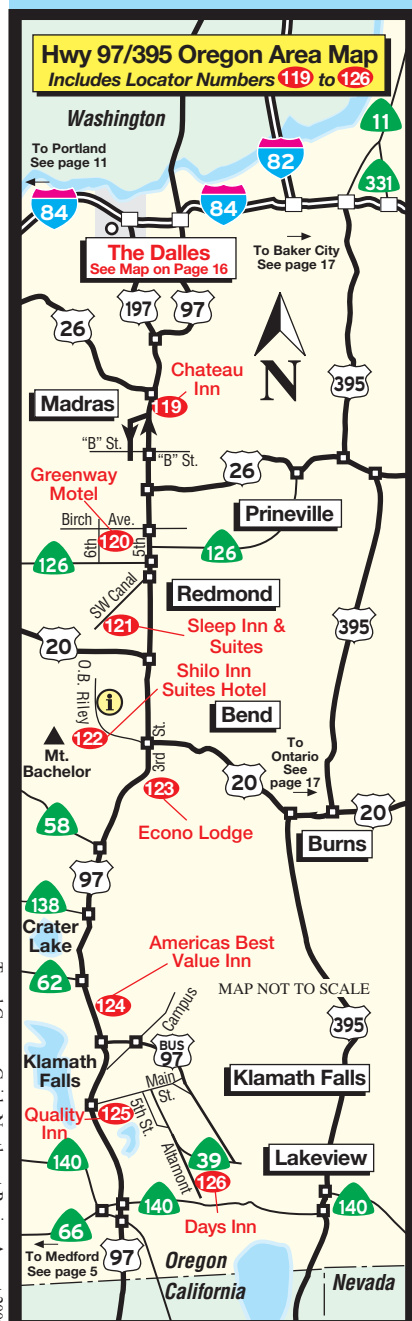 Hwy 97/395 Oregon Area Map
Includes Locator Numbers 119 to 126
Washington
11
To Portland
See page 11
82
331
84
84
The Dalles
See Map on Page 16
To Baker City
See page 17
197
97
26
N
395
Chateau
Inn
Madras
119
"B" St.
"B" St.
Greenway
Motel
26
Birch Ave.
Prineville
6th
120
5th
126
126
SW Canal
Redmond
121
Sleep Inn &
Suites
395
20
O.B. Riley
i
Shilo Inn
Suites Hotel
122
3rd St.
Bend
Mt.
Bachelor
To
Ontario
See
page 17
123
20
20
58
Econo Lodge
Burns
97
138
Crater
Lake
Americas Best
Value Inn
62
MAP NOT TO SCALE
124
Campus
395
BUS
97
Klamath
Falls
Main
St.
Klamath Falls
Quality
Inn
125
5th St.
Altamont
39
140
126
Lakeview
140
140
66
Days Inn
To Medford
See page 5
97
Oregon
California
Nevada